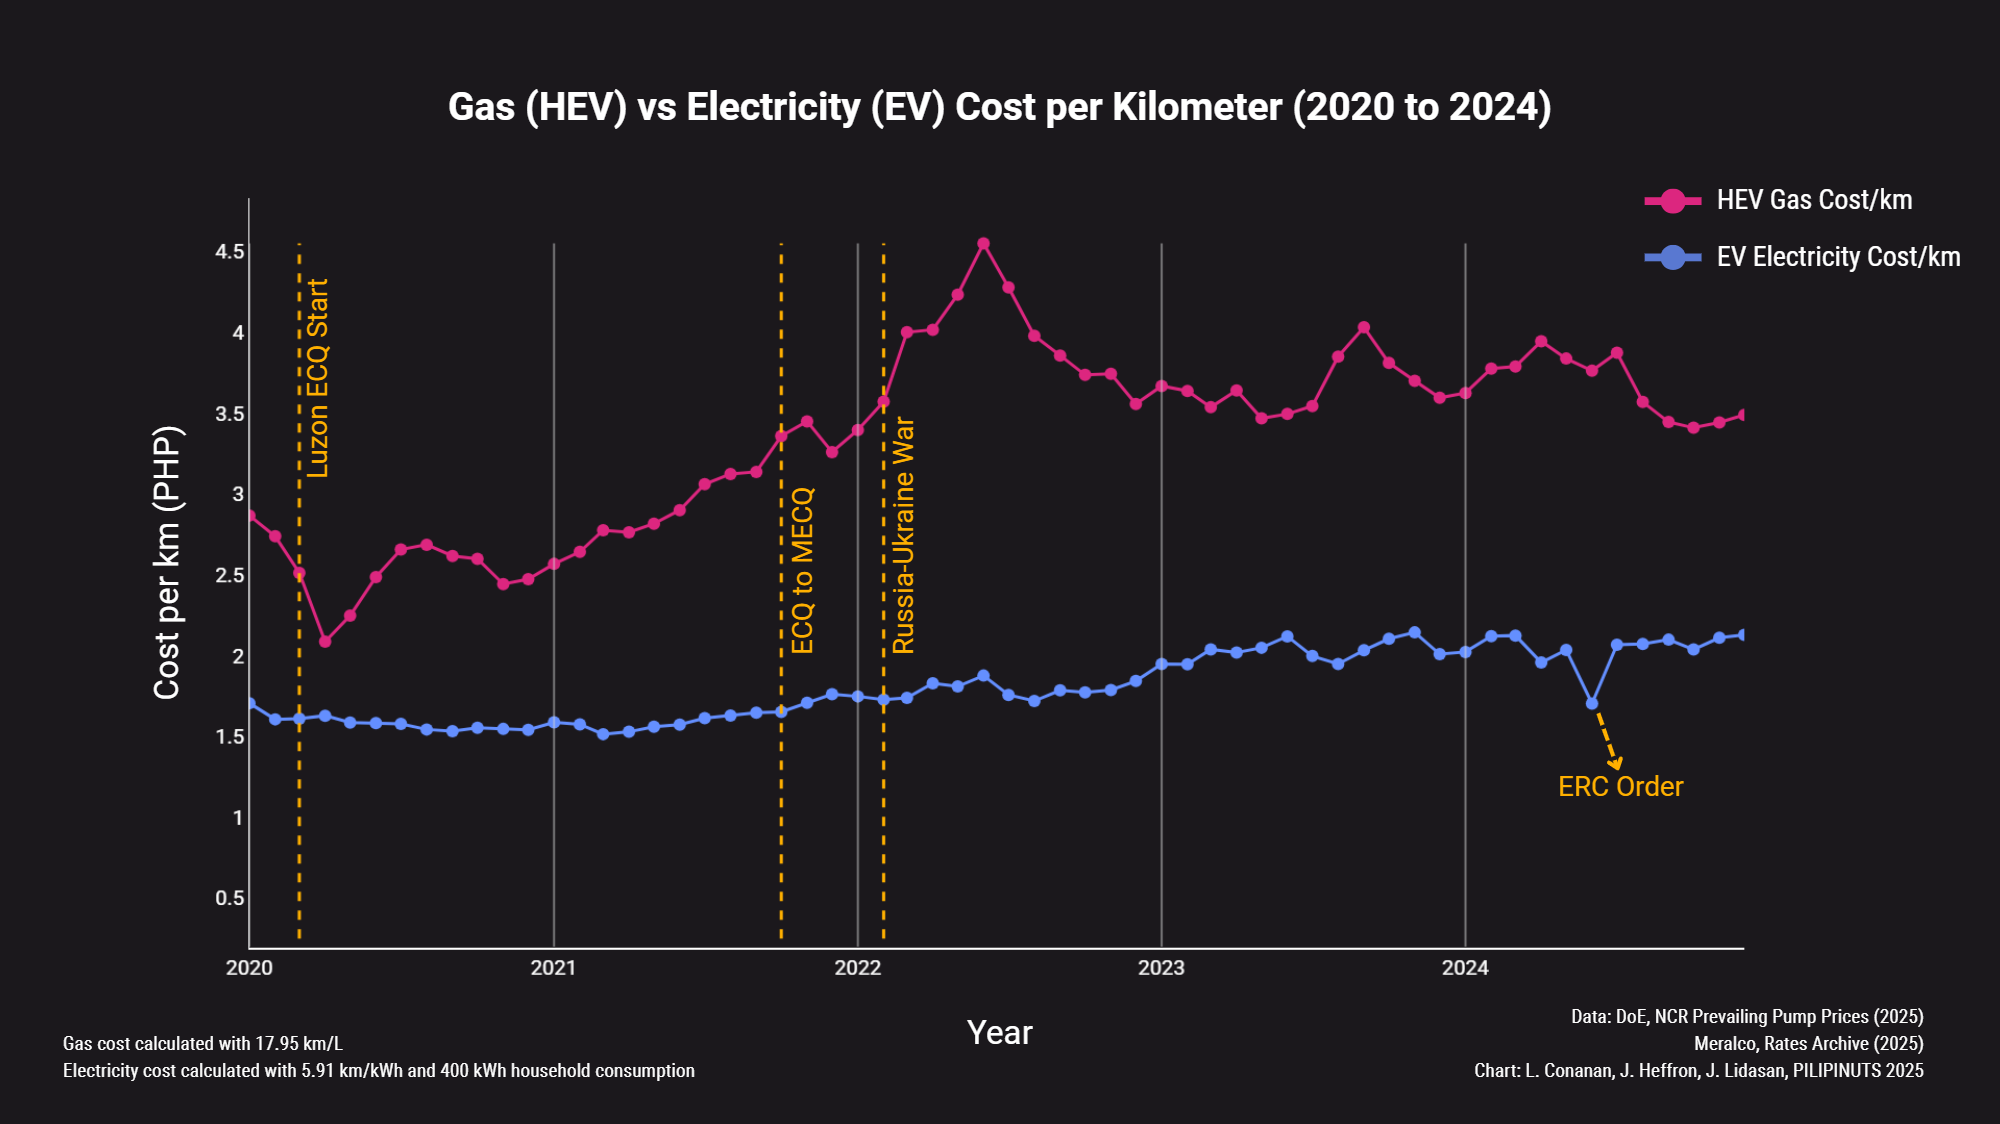 Gas (HEV) vs Electricity (EV) Cost per Kilometer (2020 to 2024)
HEV Gas Cost/km
EV Electricity Cost/km
Cost per km (PHP)
4.5
4
3.5
3
2.5
2
1.5
1
0.5
Luzon ECQ Start
ECQ to MECQ
Russia-Ukraine War
ERC Order
2020
2021
2022
2023
2024
Year
Gas cost calculated with 17.95 km/L
Electricity cost calculated with 5.91 km/kWh and 400 kWh household consumption
Data: DoE, NCR Prevailing Pump Prices (2025)
Meralco, Rates Archive (2025)
Chart: L. Conanan, J. Heffron, J. Lidasan, PILIPINUTS 2025